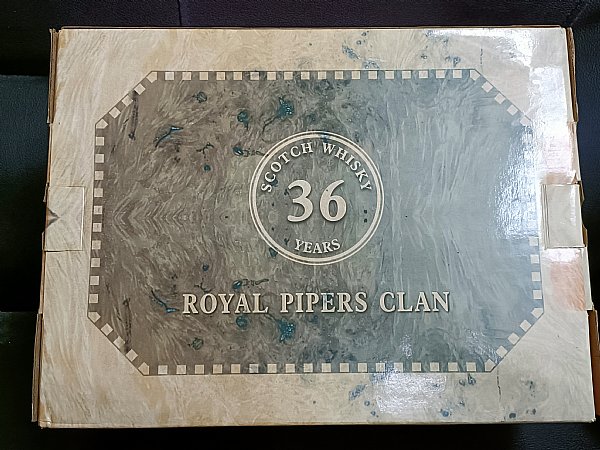 SCOTCH WHISKY
36
YEARS
ROYAL PIPERS CLAN